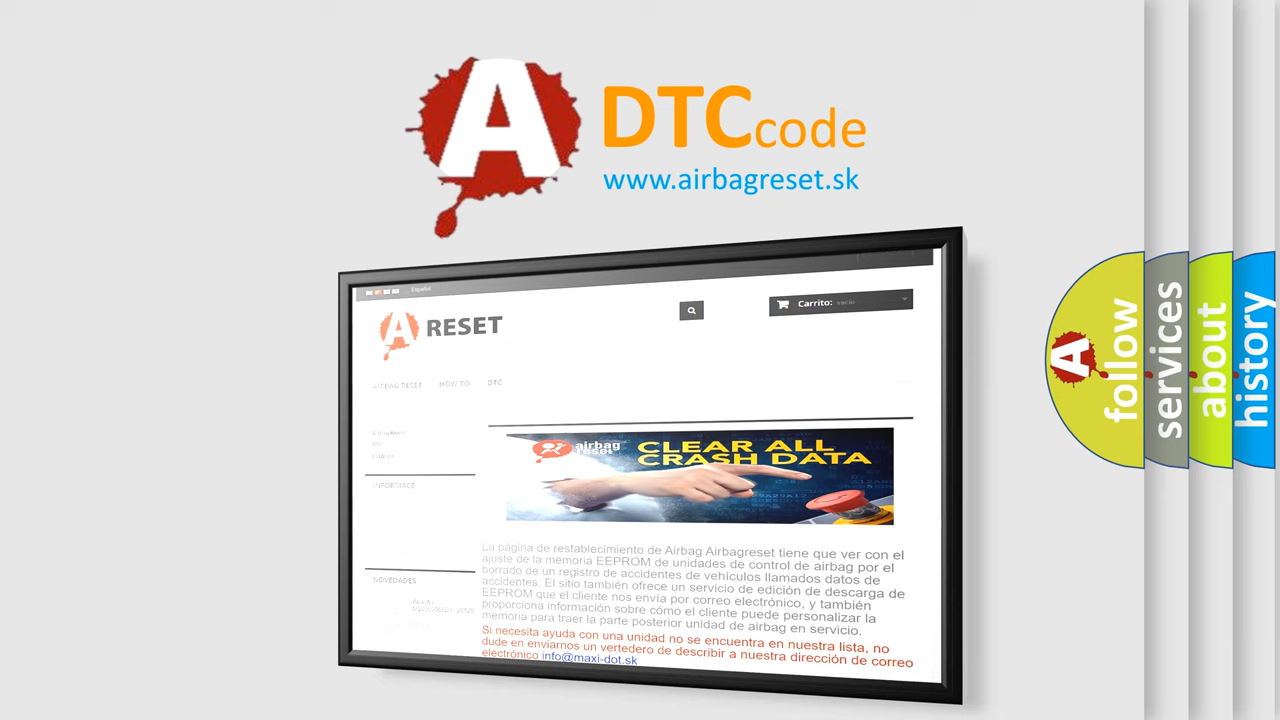 A DTCcode
www.airbagreset.sk
Español
Carrito: vacío
A RESET
AIRBAG RESET HOW TO DTC
airbag reset
CLEAR ALL
CRASH DATA
INFORMACE
La página de restablecimiento de Airbag Airbagreset tiene que ver con el
ajuste de la memoria EEPROM de unidades de control de airbag por el
borrado de un registro de accidentes de vehículos llamados datos de
accidentes. El sitio también ofrece un servicio de edición de descarga de
EEPROM que el cliente nos envía por correo electrónico, y también
proporciona información sobre cómo el cliente puede personalizar la
memoria para traer la parte posterior unidad de airbag en servicio.
Si necesita ayuda con una unidad no se encuentra en nuestra lista, no
dude en enviarnos un vertedero de describir a nuestra dirección de correo
electrónico info@maxi-dot.sk
NOVEDADES
A
follow
services
about
history